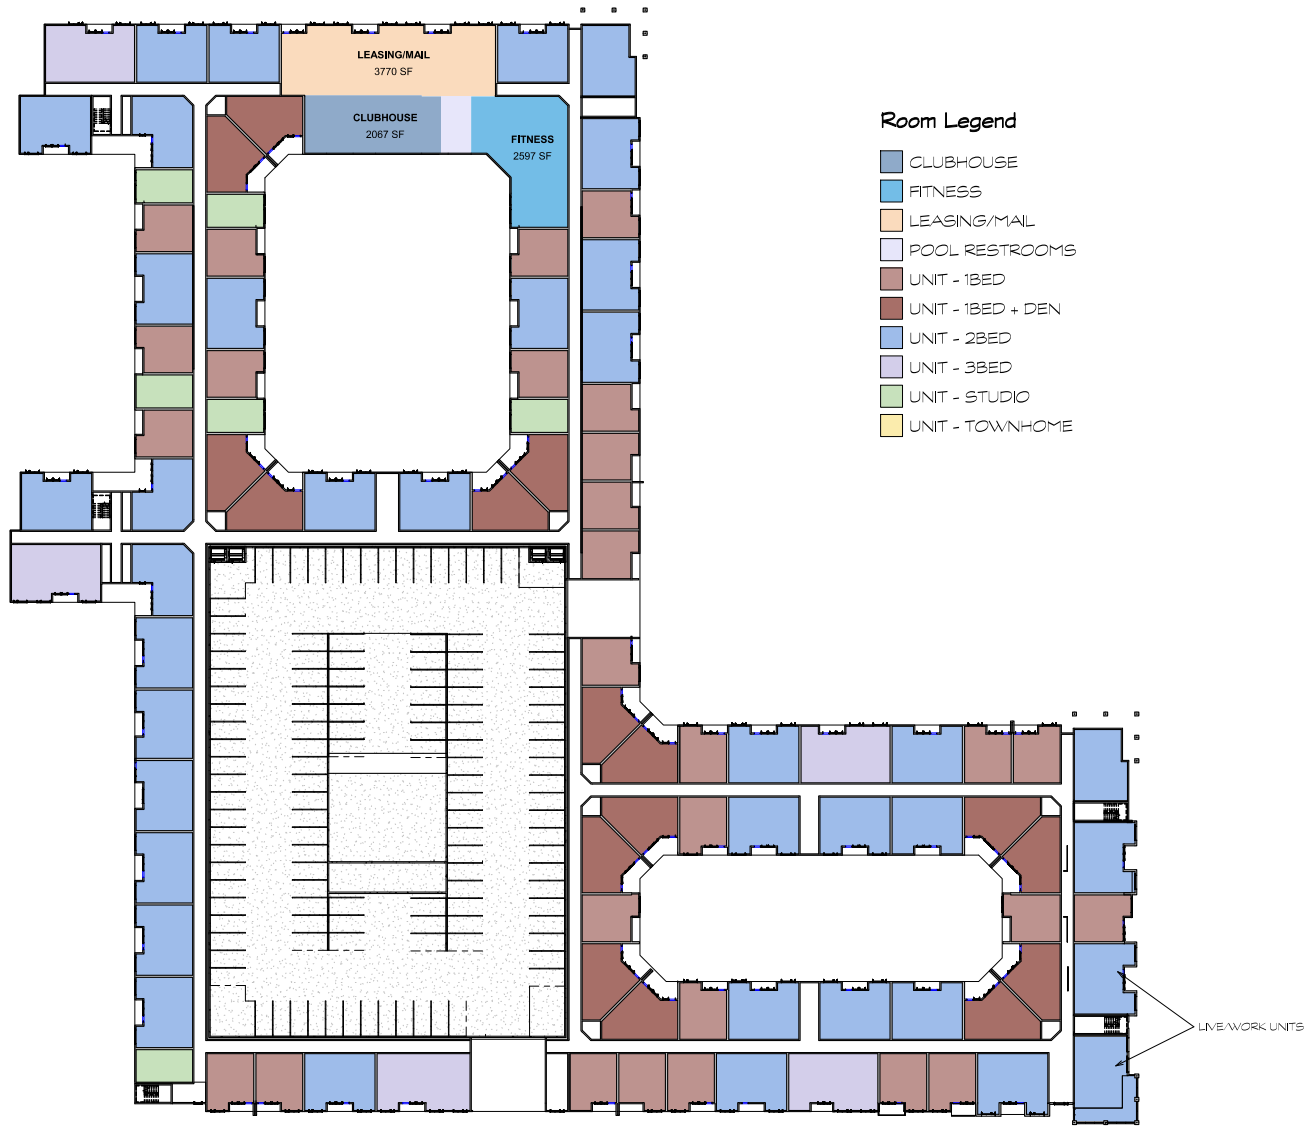 LEASING/MAIL
3770 SF
CLUBHOUSE
2067 SF
FITNESS
2597 SF
Room Legend
CLUBHOUSE
FITNESS
LEASING/MAIL
POOL RESTROOMS
UNIT - 1BED
UNIT - 1BED + DEN
UNIT - 2BED
UNIT - 3BED
UNIT - STUDIO
UNIT - TOWNHOME
LIVE/WORK UNITS